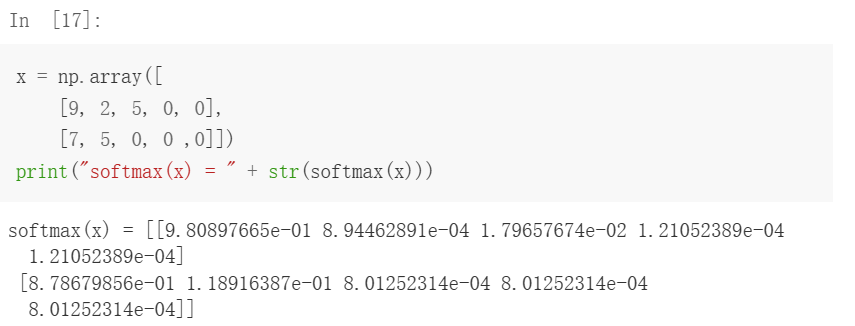 In [17]:
x = np.array([
    [9, 2, 5, 0, 0],
    [7, 5, 0, 0 ,0]])
print("softmax(x) = " + str(softmax(x)))
softmax(x) = [[9.80897665e-01 8.94462891e-04 1.79657674e-02 1.21052389e-04
  1.21052389e-04]
 [8.78679856e-01 1.18916387e-01 8.01252314e-04 8.01252314e-04
  8.01252314e-04]]